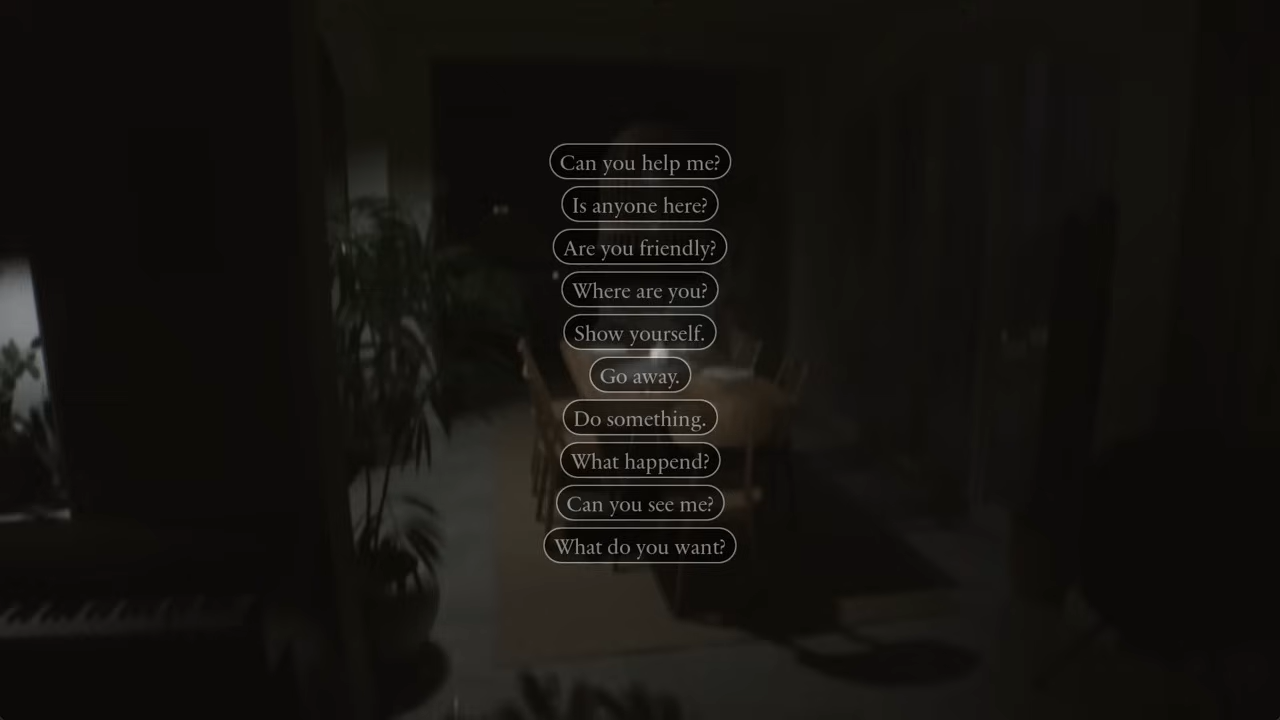 Can you help me?
Is anyone here?
Are you friendly?
Where are you?
Show yourself.
Go away.
Do something.
What happend?
Can you see me?
What do you want?